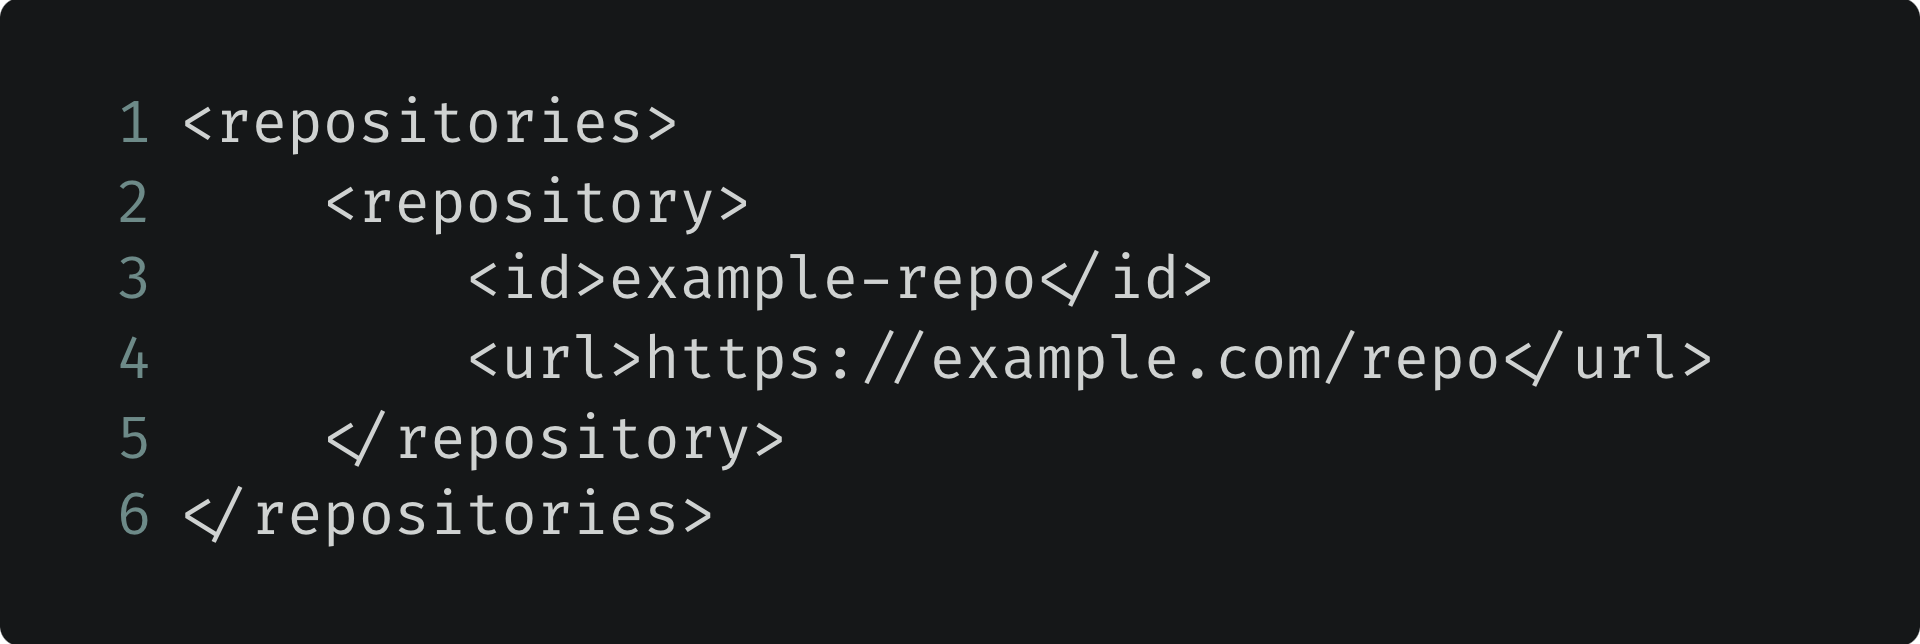 1 <repositories>
2     <repository>
3         <id>example-repo</id>
4         <url>https://example.com/repo</url>
5     </repository>
6 </repositories>